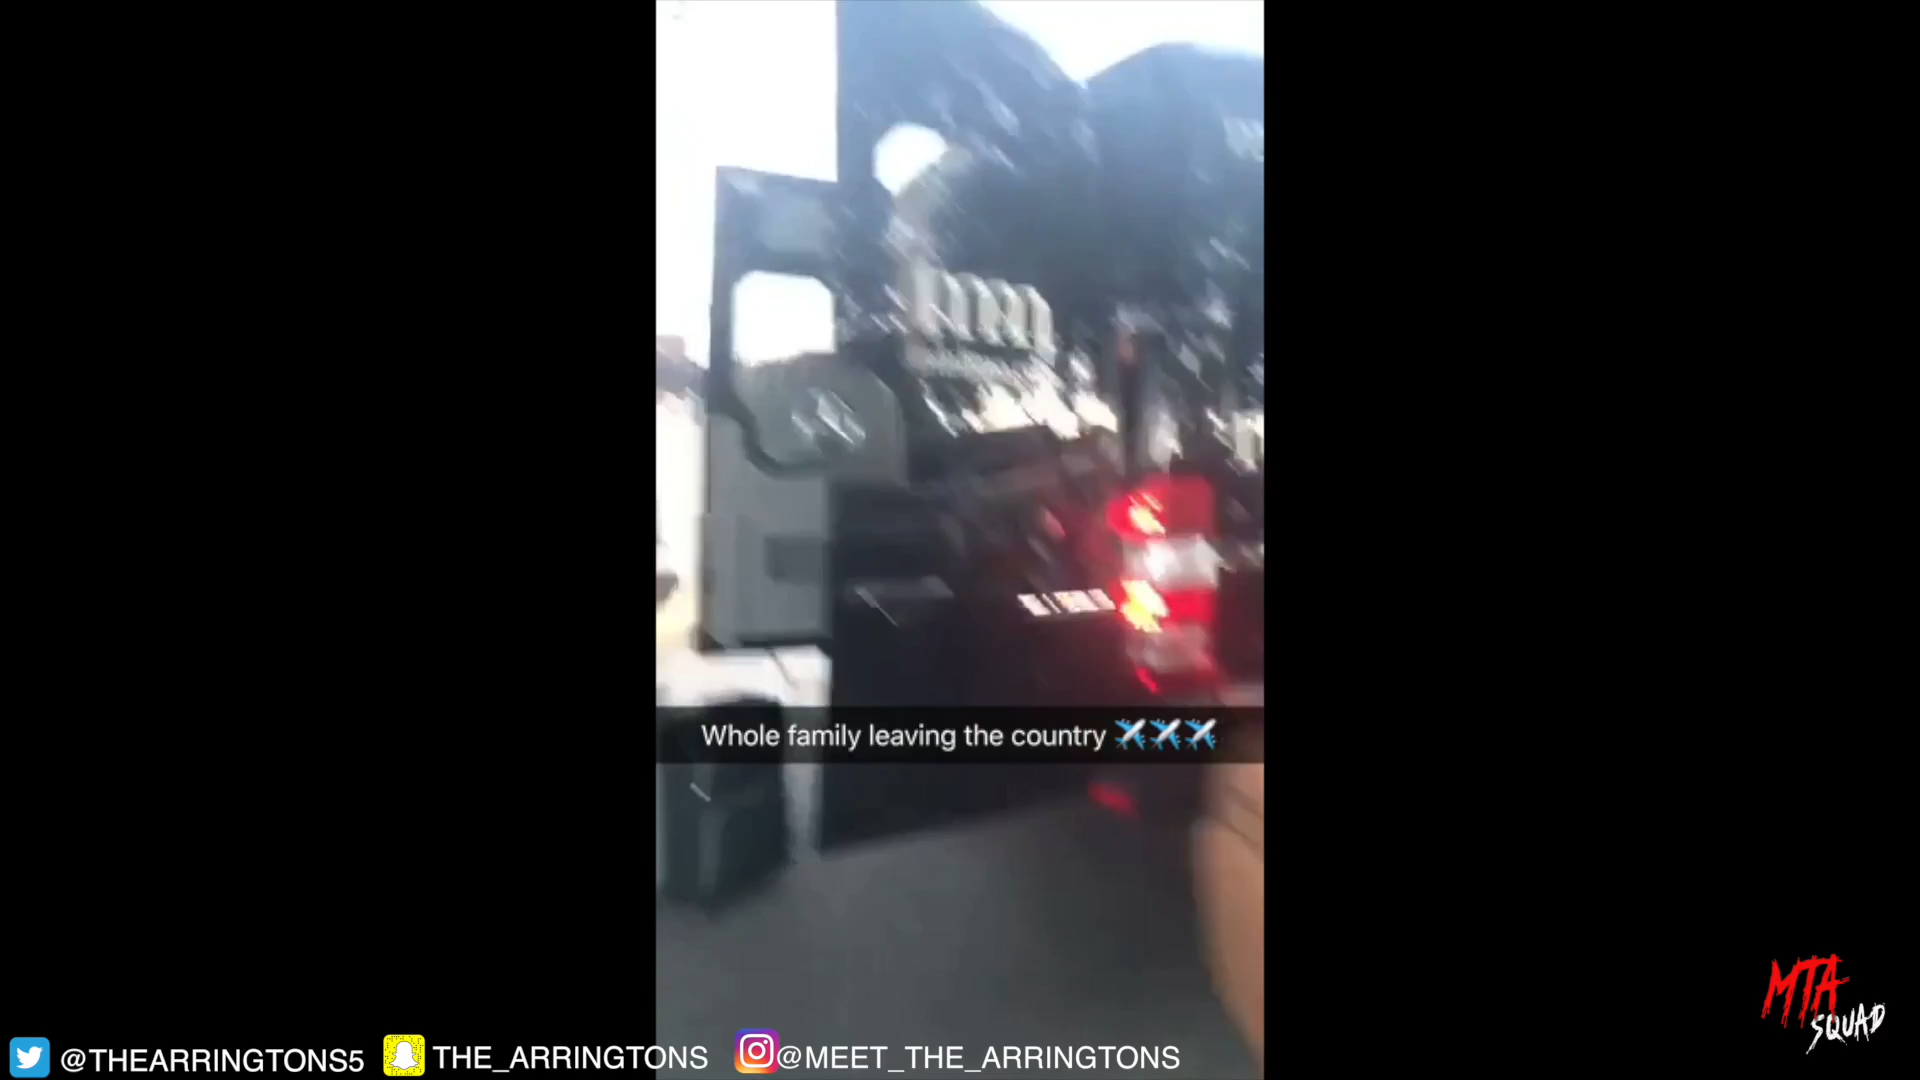 Whole family leaving the country ✈️✈️✈️
@THEARRINGTONS5 THE_ARRINGTONS @MEET_THE_ARRINGTONS
MTA
SQUAD